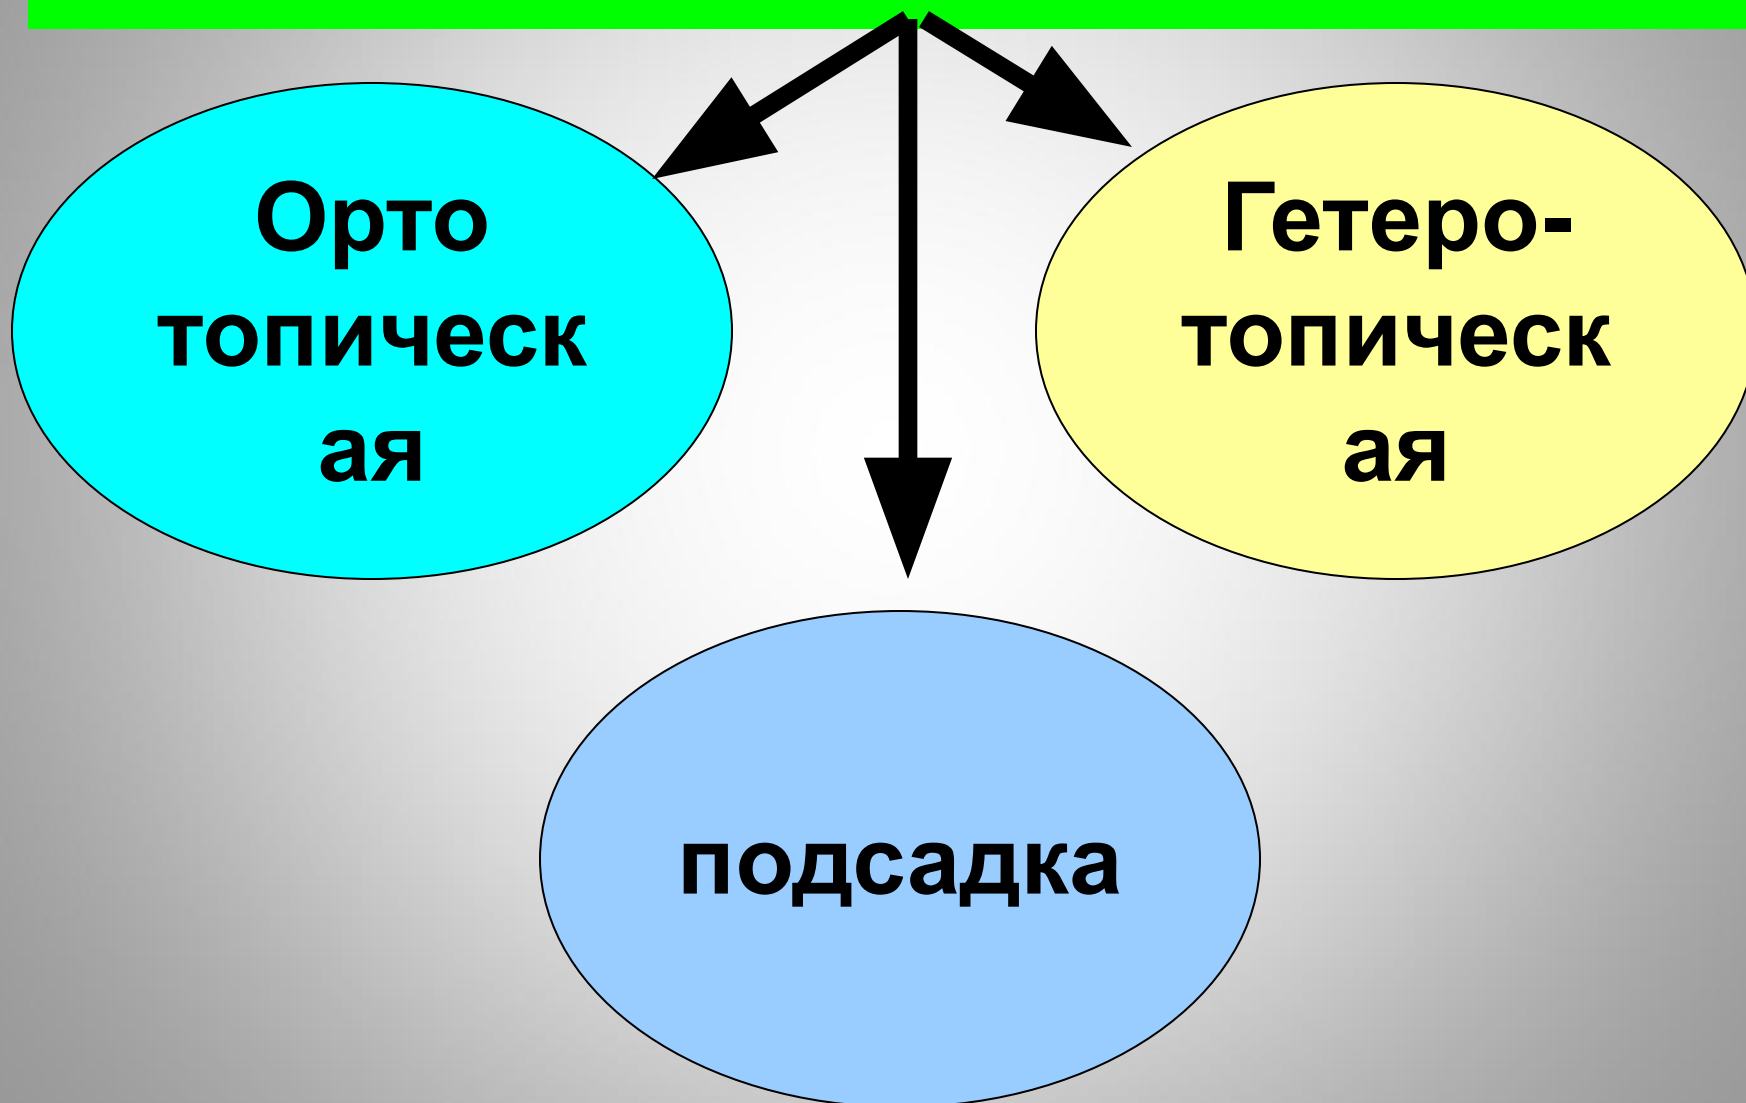 Орто
топическ
ая
Гетеро-
топическ
ая
подсадка